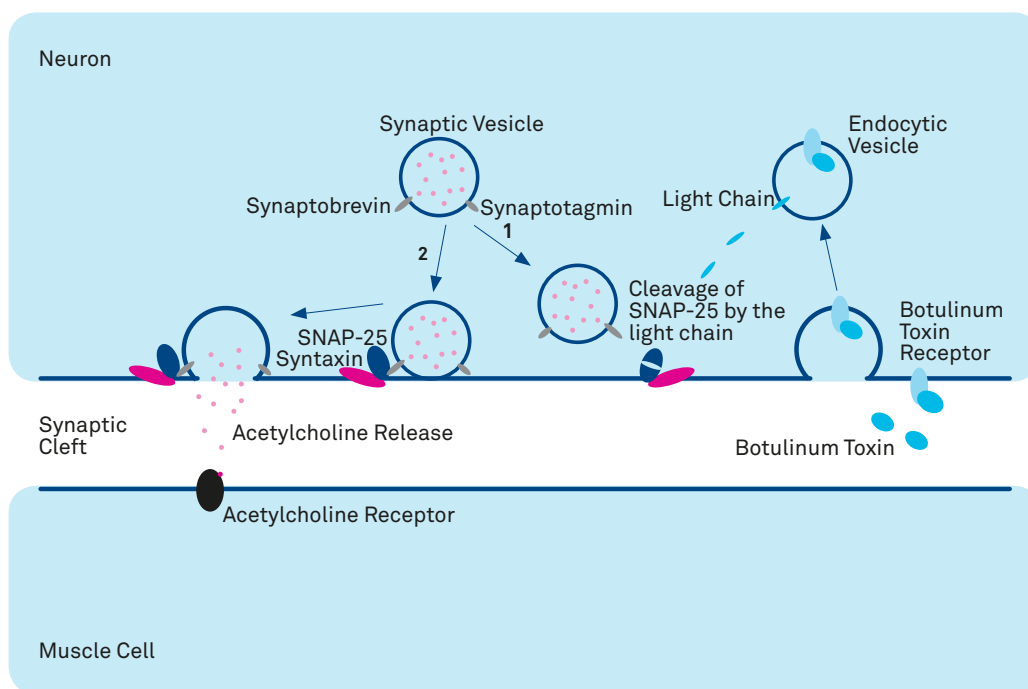 Neuron
Synaptic Vesicle
Endocytic
Vesicle
Synaptobrevin
Synaptotagmin
Light Chain
1
2
Cleavage of
SNAP-25 by the
light chain
Botulinum
Toxin
Receptor
SNAP-25
Syntaxin
Synaptic
Cleft
Acetylcholine Release
Botulinum Toxin
Acetylcholine Receptor
Muscle Cell